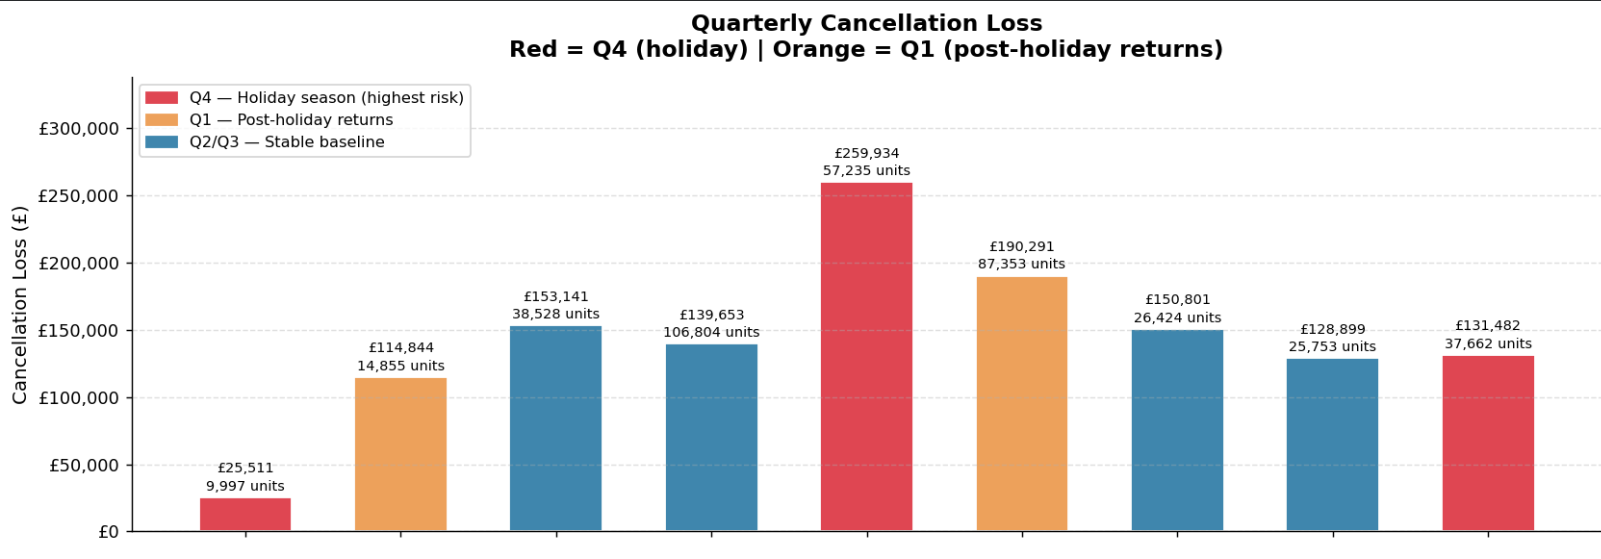 Quarterly Cancellation Loss
Red = Q4 (holiday) | Orange = Q1 (post-holiday returns)
Q4 — Holiday season (highest risk)
Q1 — Post-holiday returns
Q2/Q3 — Stable baseline
Cancellation Loss (£)
£300,000
£250,000
£200,000
£150,000
£100,000
£50,000
£0
£25,511
9,997 units
£114,844
14,855 units
£153,141
38,528 units
£139,653
106,804 units
£259,934
57,235 units
£190,291
87,353 units
£150,801
26,424 units
£128,899
25,753 units
£131,482
37,662 units